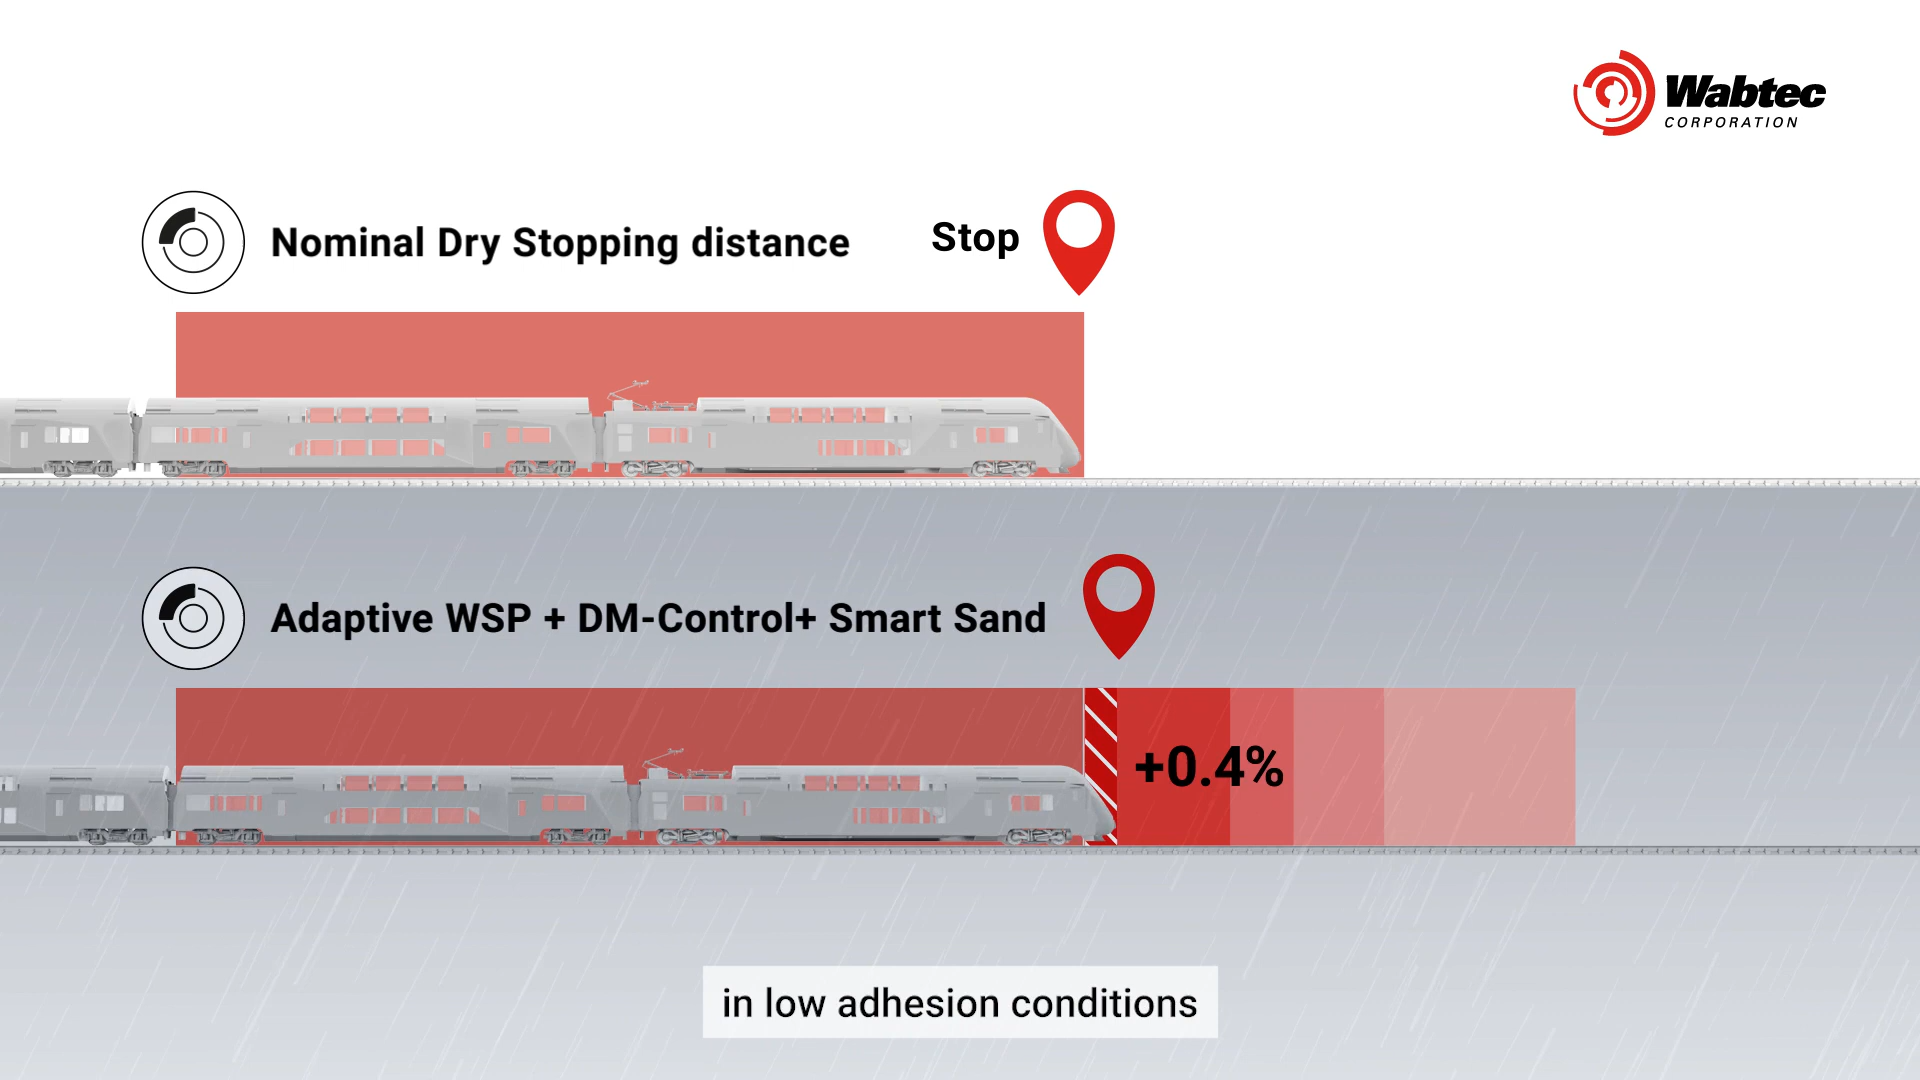 Wabtec
CORPORATION
Nominal Dry Stopping distance
Stop
Adaptive WSP + DM-Control+ Smart Sand
+0.4%
in low adhesion conditions